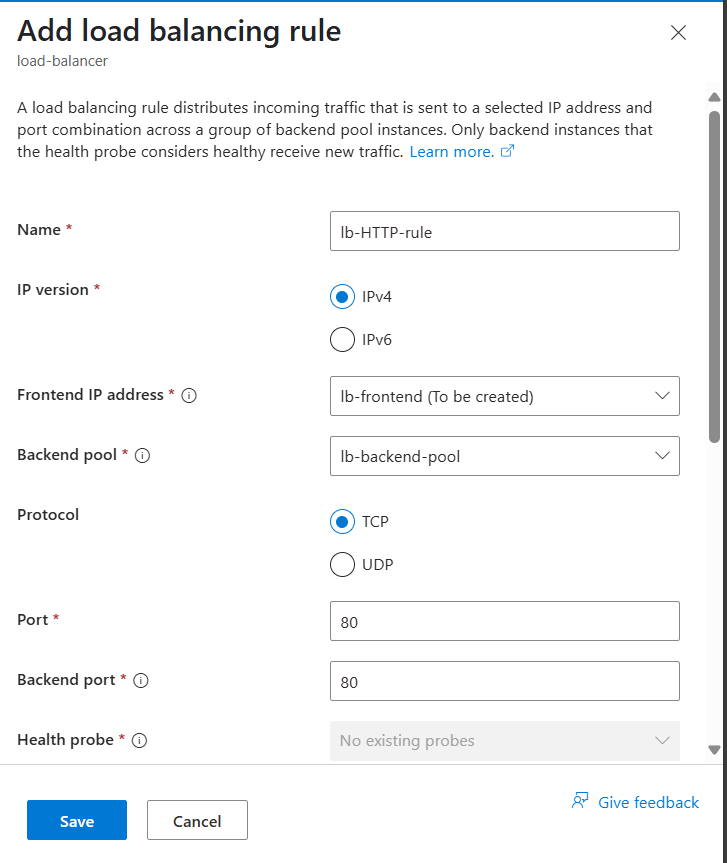 Add load balancing rule
load-balancer
A load balancing rule distributes incoming traffic that is sent to a selected IP address and
port combination across a group of backend pool instances. Only backend instances that
the health probe considers healthy receive new traffic. Learn more.
Name *
lb-HTTP-rule
IP version *
IPv4
IPv6
Frontend IP address *
lb-frontend (To be created)
Backend pool *
lb-backend-pool
Protocol
TCP
UDP
Port *
80
Backend port *
80
Health probe *
No existing probes
Save
Cancel
Give feedback